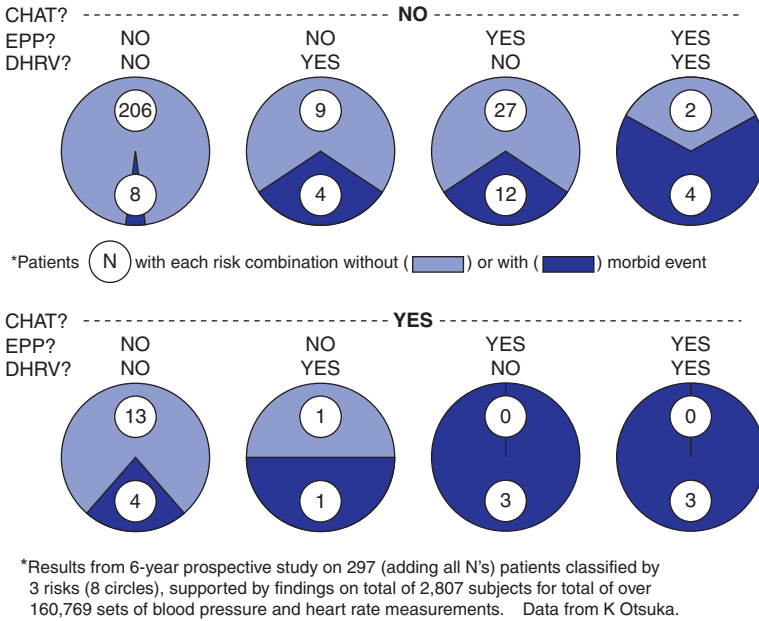 CHAT? NO
EPP? NO NO YES YES
DHRV? NO YES NO YES
206 9 27 2
8 4 12 4
*Patients N with each risk combination without ( ) or with ( ) morbid event
CHAT? YES
EPP? NO NO YES YES
DHRV? NO YES NO YES
13 1 0 0
4 1 3 3
*Results from 6-year prospective study on 297 (adding all N's) patients classified by
3 risks (8 circles), supported by findings on total of 2,807 subjects for total of over
160,769 sets of blood pressure and heart rate measurements. Data from K Otsuka.